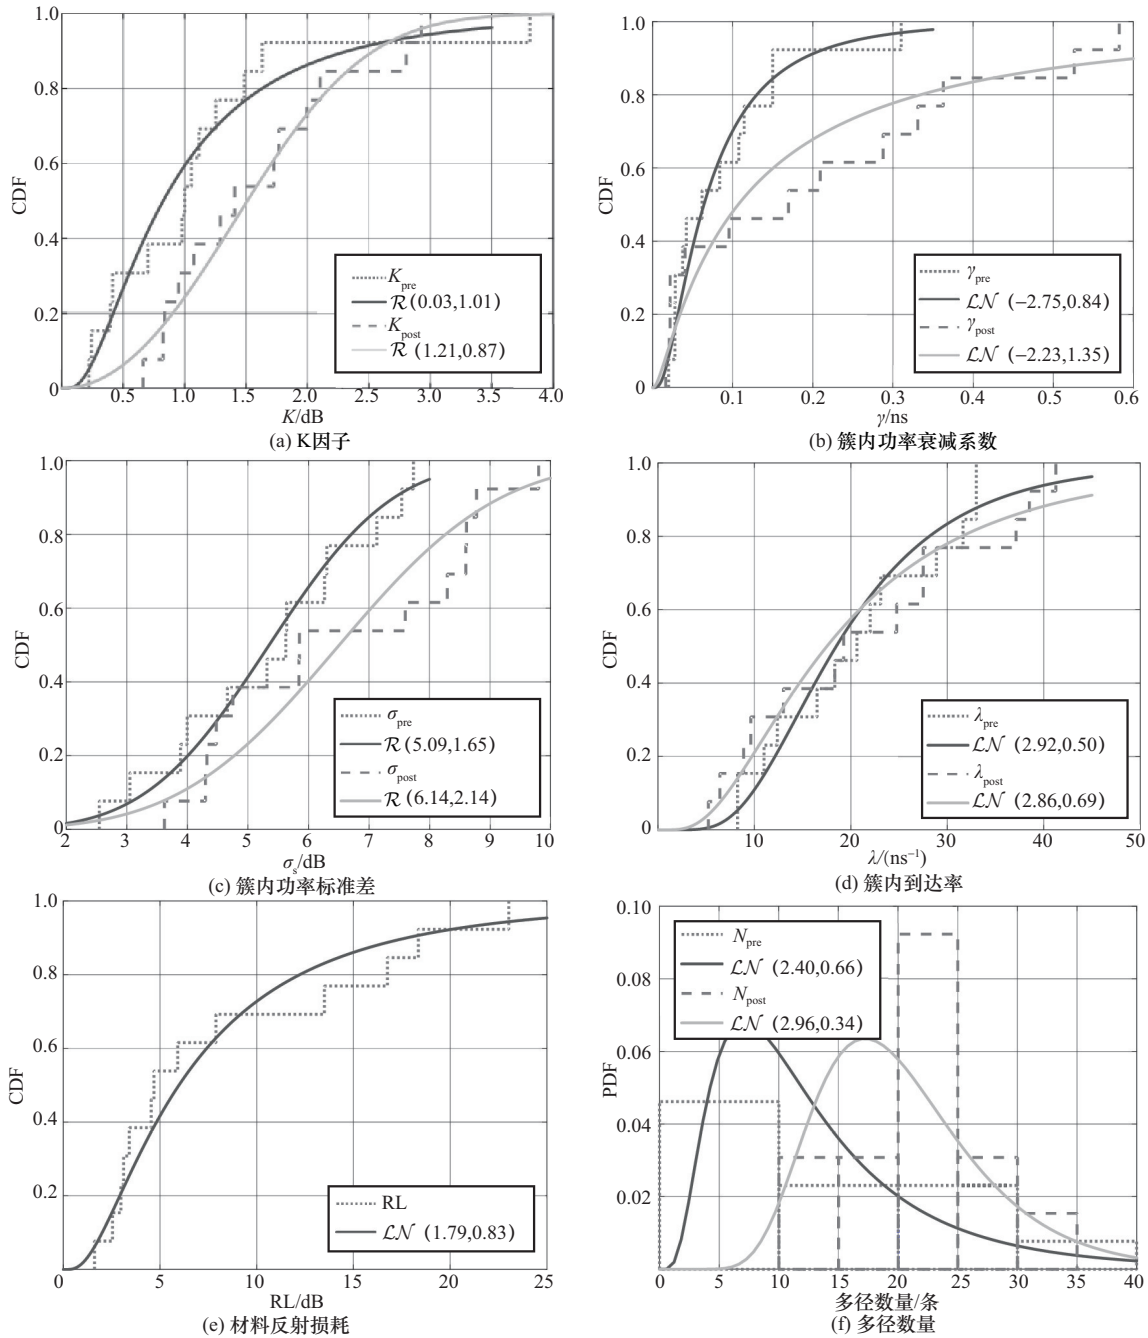 1.0
0.8
0.6
0.4
0.2
0
CDF
0.5
1.0
1.5
2.0
2.5
3.0
3.5
4.0
K/dB
K_pre
ℛ(0.03,1.01)
K_post
ℛ(1.21,0.87)
(a) K因子
1.0
0.8
0.6
0.4
0.2
0
CDF
0.1
0.2
0.3
0.4
0.5
0.6
γ/ns
γ_pre
ℒ𝒩 (−2.75,0.84)
γ_post
ℒ𝒩 (−2.23,1.35)
(b) 簇内功率衰减系数
1.0
0.8
0.6
0.4
0.2
0
CDF
2
3
4
5
6
7
8
9
10
σ_s/dB
σ_pre
ℛ(5.09,1.65)
σ_post
ℛ(6.14,2.14)
(c) 簇内功率标准差
1.0
0.8
0.6
0.4
0.2
0
CDF
10
20
30
40
50
λ/(ns⁻¹)
λ_pre
ℒ𝒩 (2.92,0.50)
λ_post
ℒ𝒩 (2.86,0.69)
(d) 簇内到达率
1.0
0.8
0.6
0.4
0.2
CDF
0
5
10
15
20
25
RL/dB
RL
ℒ𝒩 (1.79,0.83)
(e) 材料反射损耗
0.10
0.08
0.06
0.04
0.02
PDF
0
5
10
15
20
25
30
35
40
多径数量/条
N_pre
ℒ𝒩 (2.40,0.66)
N_post
ℒ𝒩 (2.96,0.34)
(f) 多径数量